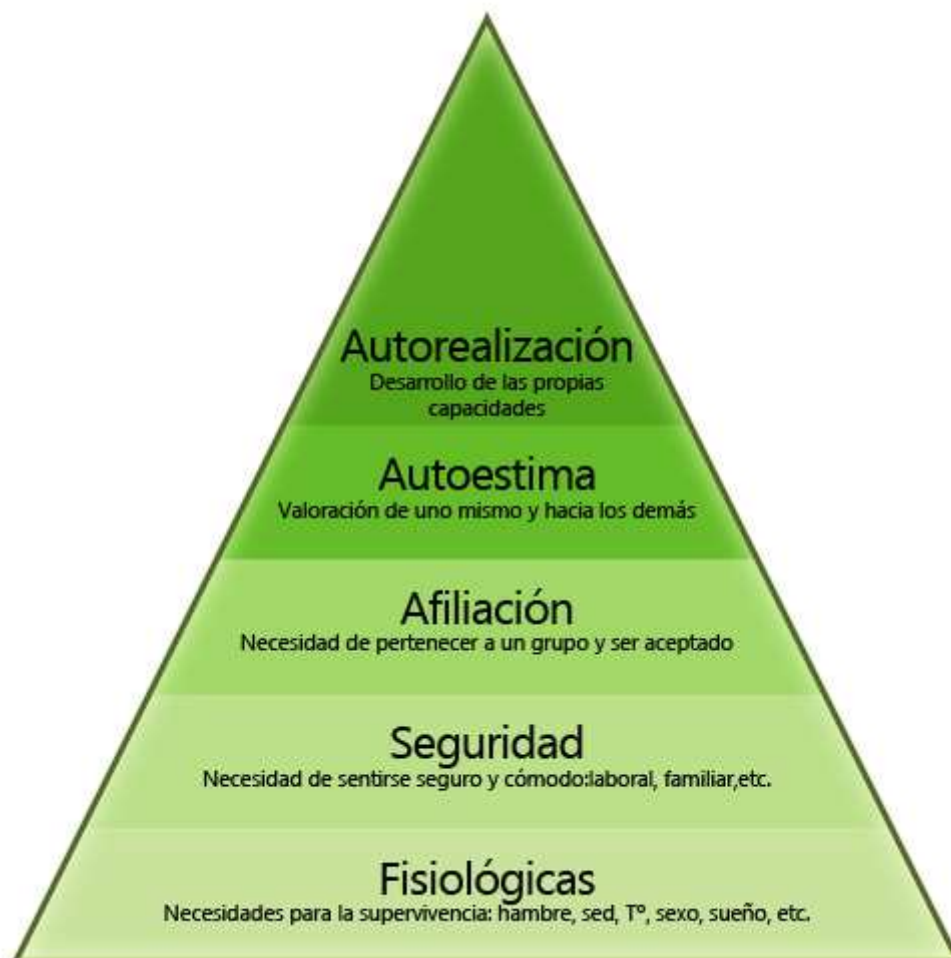 Autorealización
Desarrollo de las propias
capacidades
Autoestima
Valoración de uno mismo y hacia los demás
Afiliación
Necesidad de pertenecer a un grupo y ser aceptado
Seguridad
Necesidad de sentirse seguro y cómodo:laboral, familiar,etc.
Fisiológicas
Necesidades para la supervivencia: hambre, sed, Tº, sexo, sueño, etc.